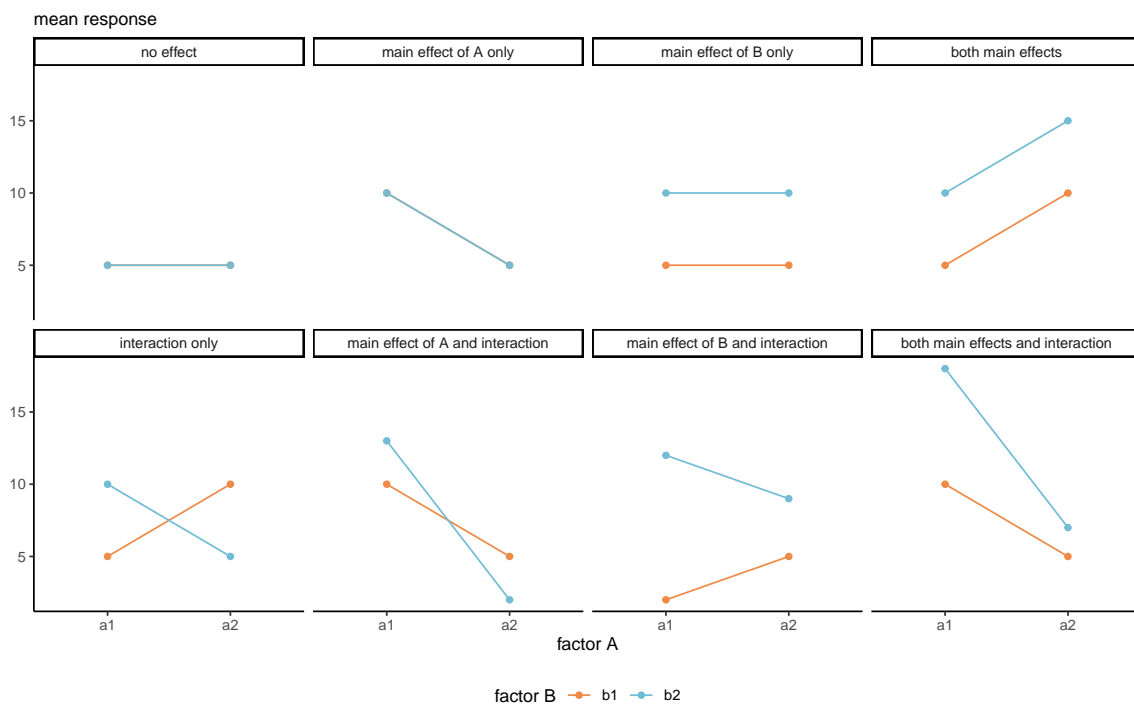 mean response
no effect
main effect of A only
main effect of B only
both main effects
15
10
5
interaction only
main effect of A and interaction
main effect of B and interaction
both main effects and interaction
15
10
5
a1 a2 a1 a2 a1 a2 a1 a2
factor A
factor B b1 b2